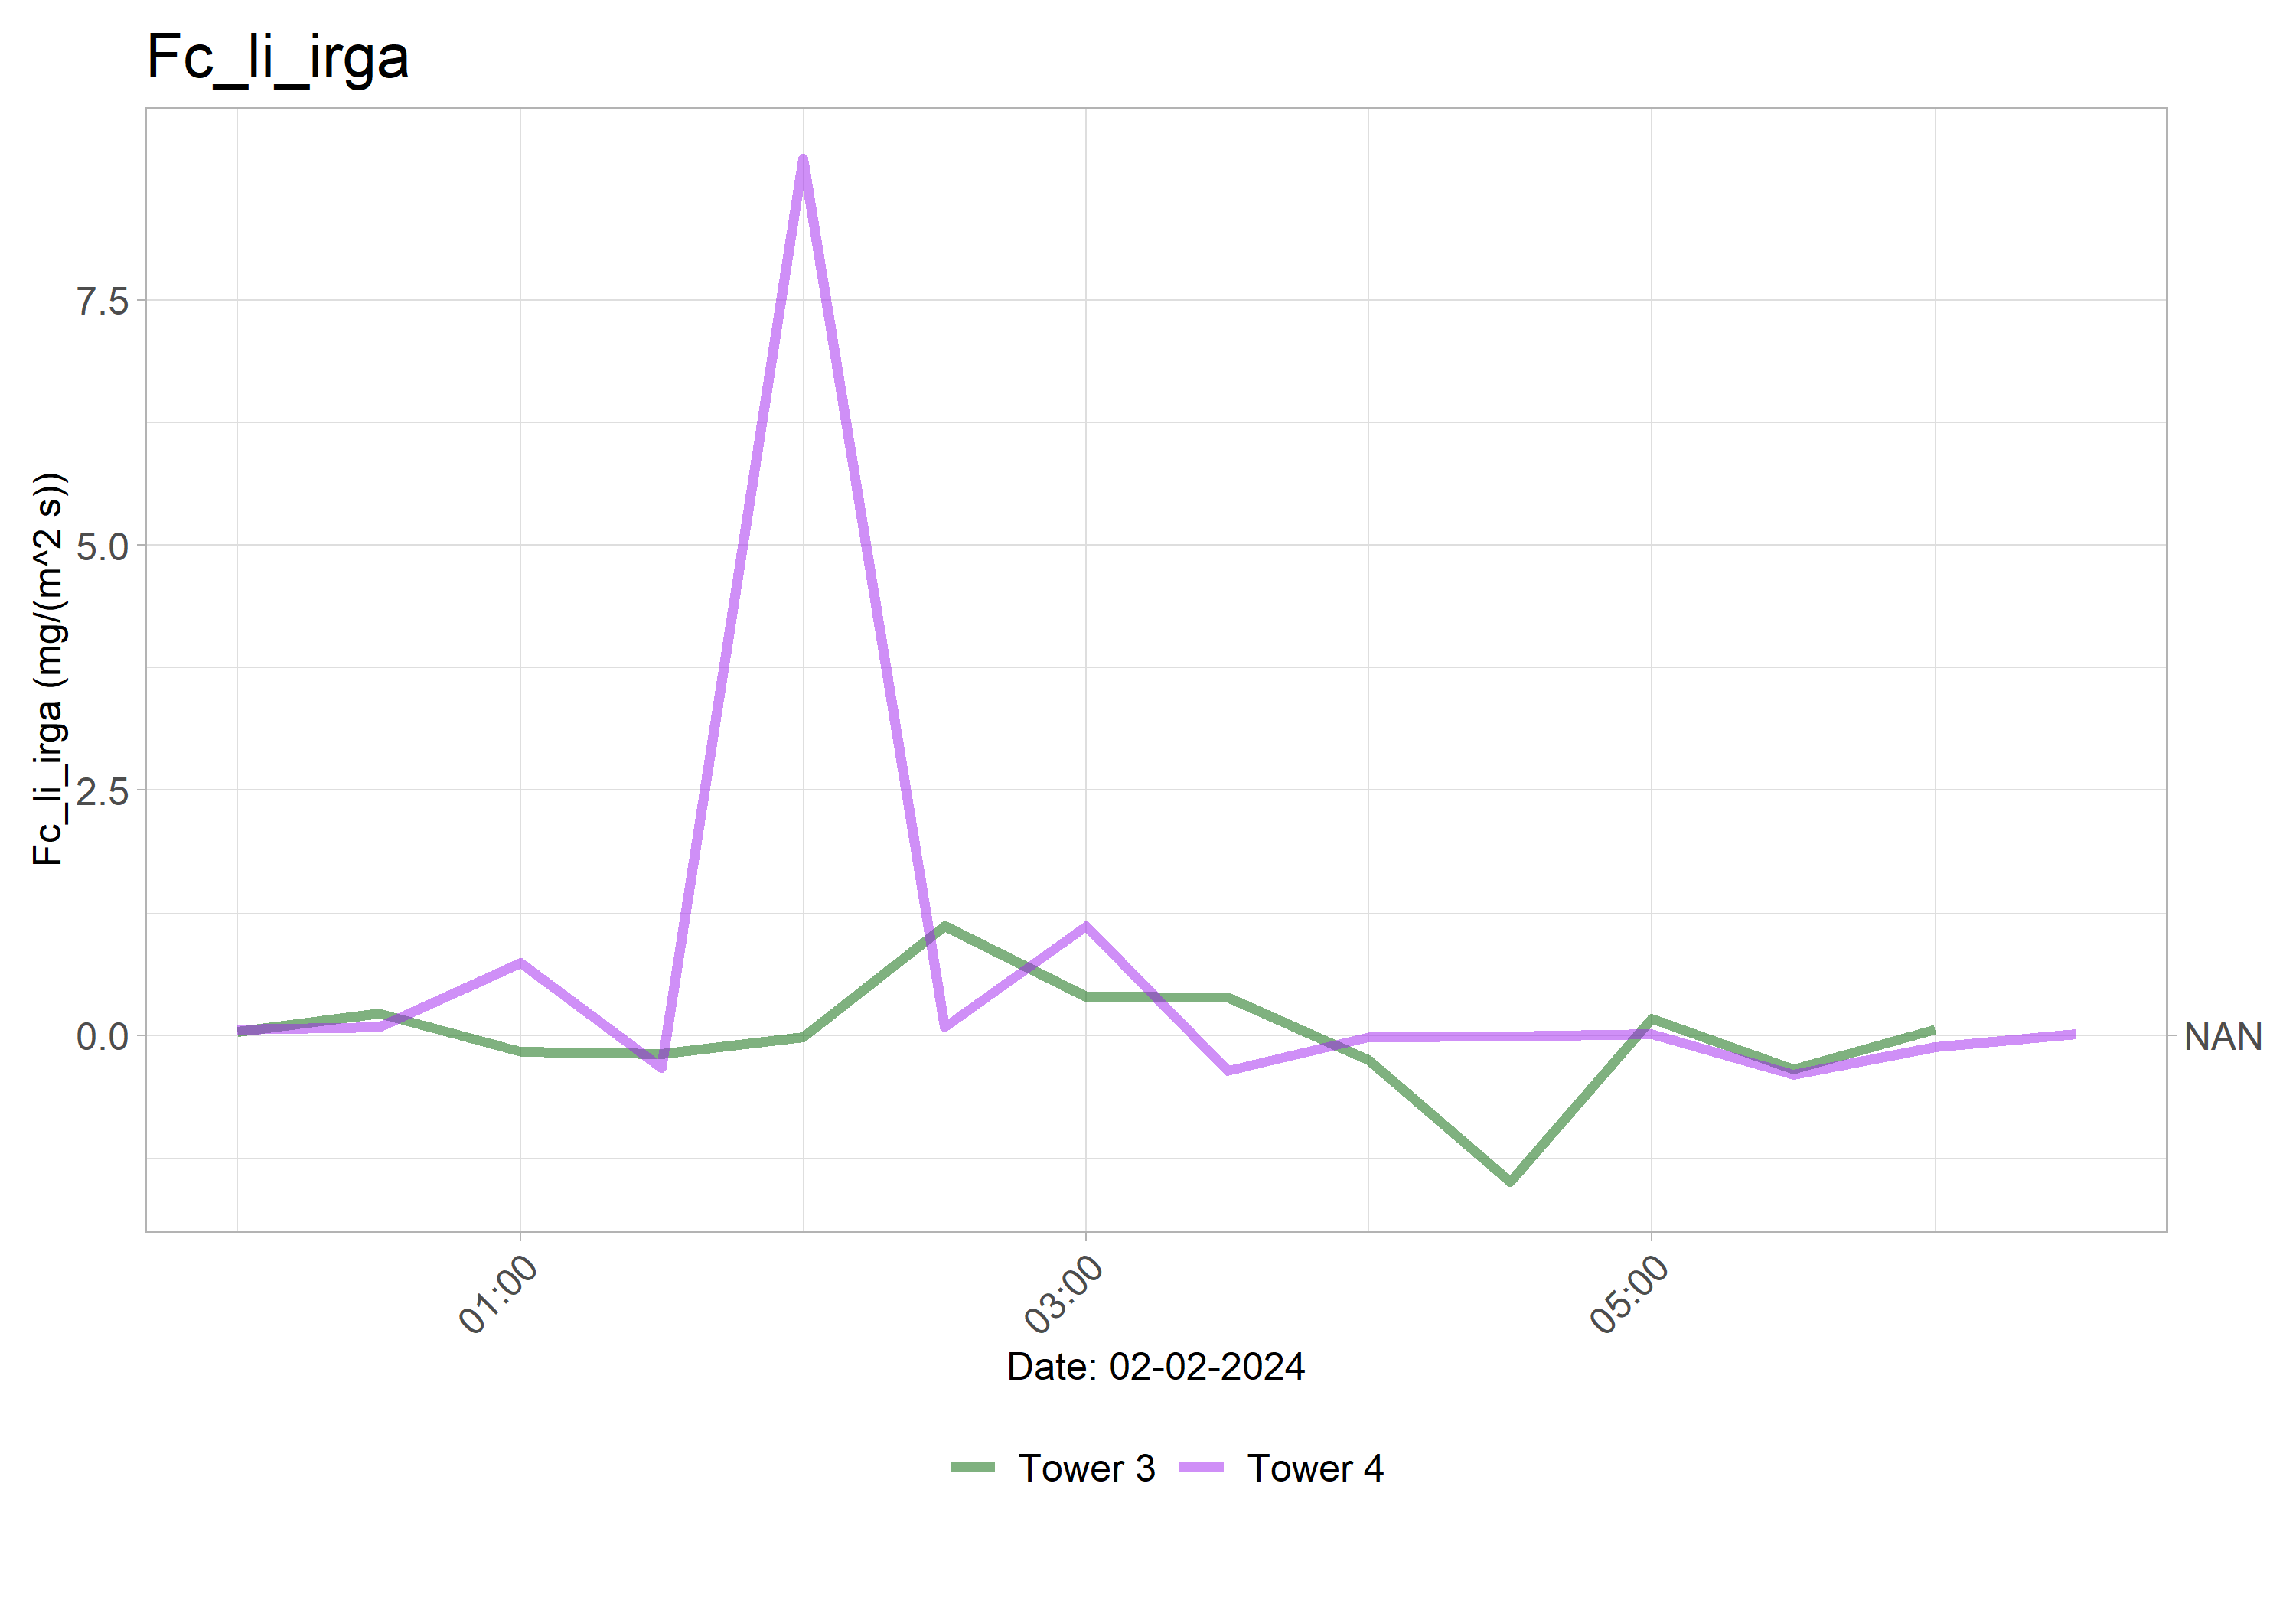 Fc_li_irga
Fc_li_irga (mg/(m^2 s))
7.5
5.0
2.5
0.0
NAN
01:00
03:00
05:00
Date: 02-02-2024
Tower 3
Tower 4